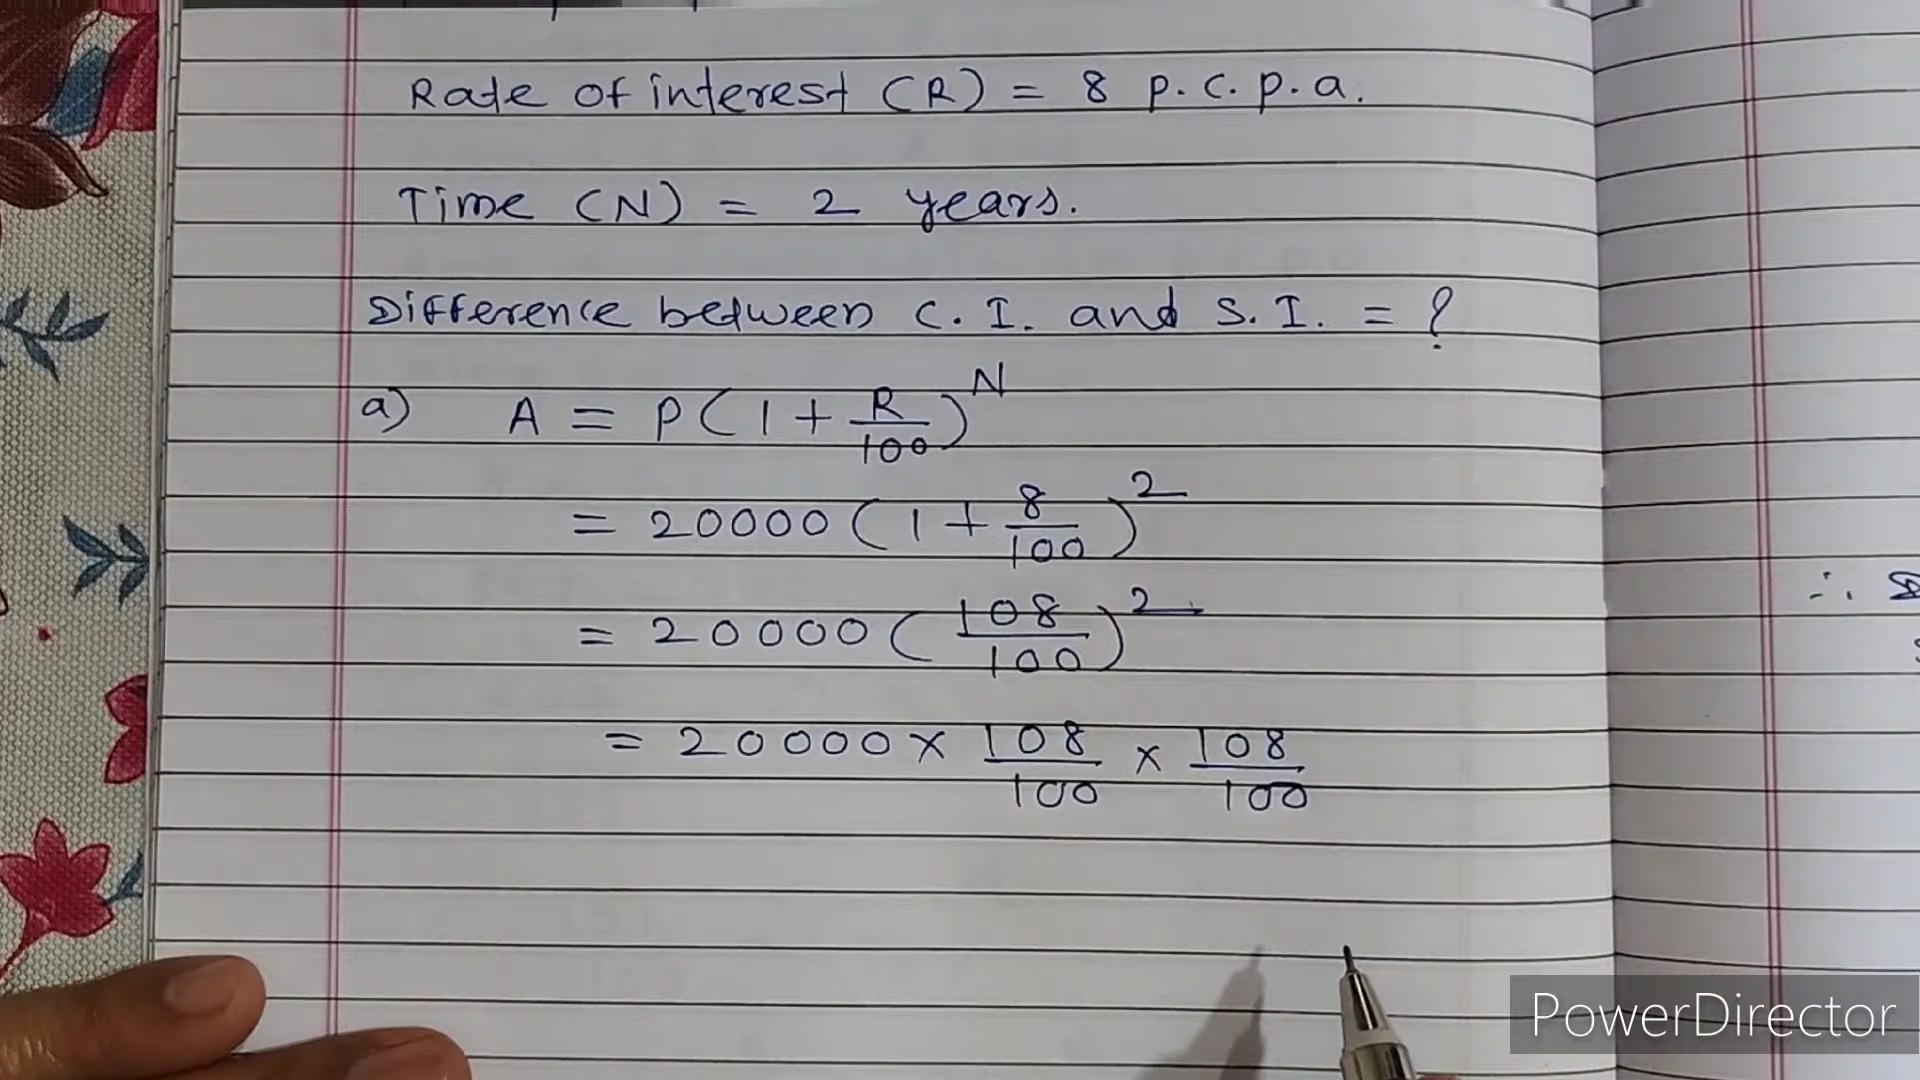 Rate of interest (R) = 8 p.c.p.a.
Time (N) = 2 years.
Difference between C.I. and S.I. = ?
a) A = P(1 + R/100)^N
= 20000(1 + 8/100)^2
= 20000(108/100)^2
= 20000 × 108/100 × 108/100
∴
PowerDirector